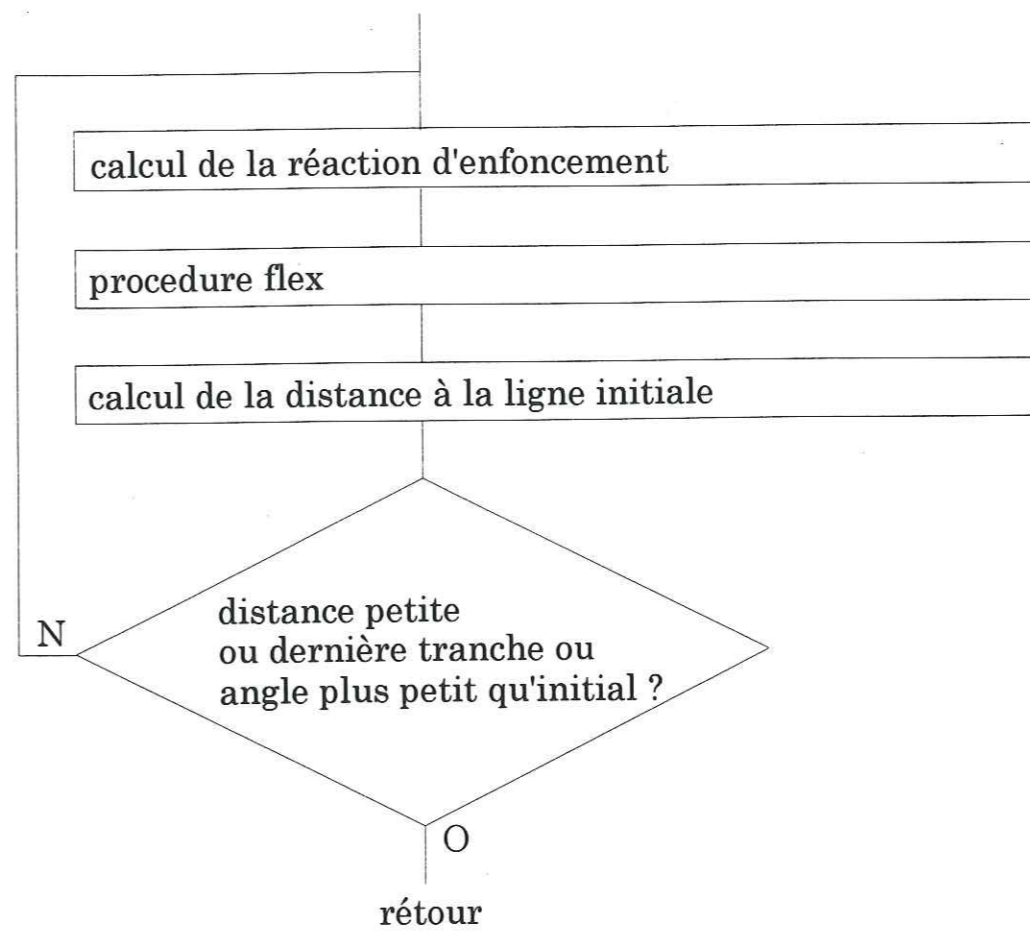 calcul de la réaction d'enfoncement
procedure flex
calcul de la distance à la ligne initiale
distance petite
ou dernière tranche ou
angle plus petit qu'initial ?
N
O
rétour